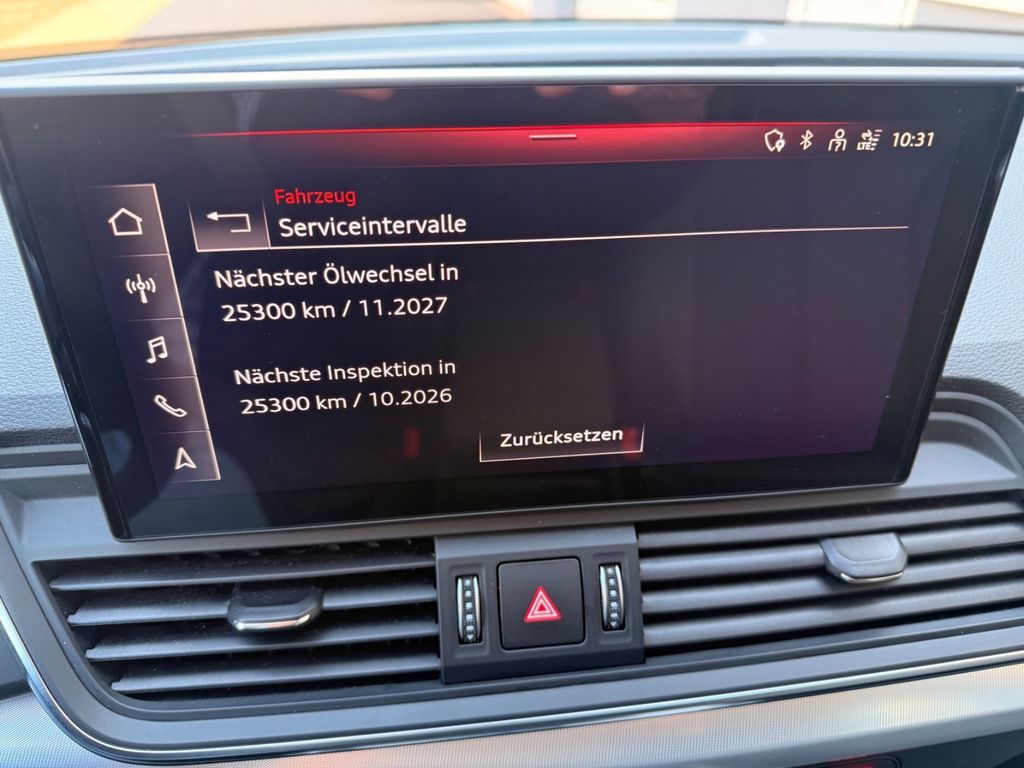 LTE
10:31
Fahrzeug
Serviceintervalle
Nächster Ölwechsel in
25300 km / 11.2027
Nächste Inspektion in
25300 km / 10.2026
Zurücksetzen